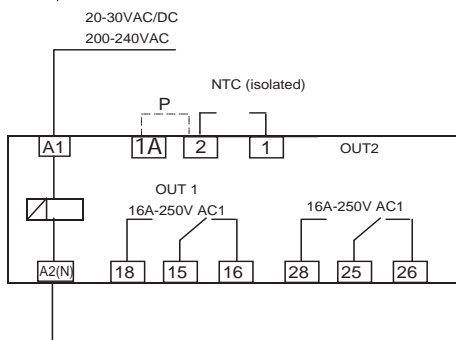 20-30VAC/DC
200-240VAC
NTC (isolated)
P
A1
1A
2
1
OUT2
OUT 1
16A-250V AC1
16A-250V AC1
A2(N)
18
15
16
28
25
26